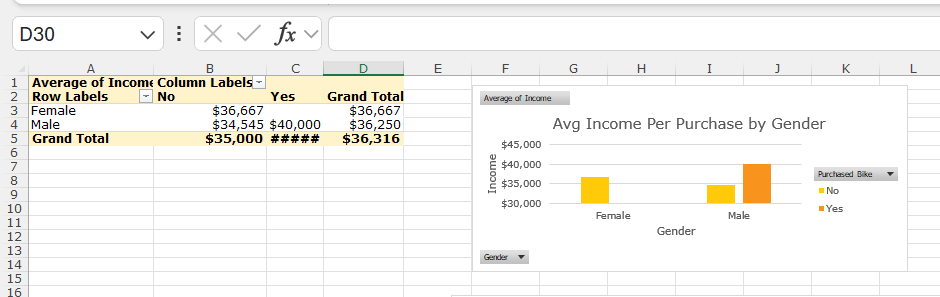 D30 fx
A B C D E F G H I J K L
1 Average of Income Column Labels
2 Row Labels No Yes Grand Total
3 Female $36,667 $36,667
4 Male $34,545 $40,000 $36,250
5 Grand Total $35,000 ##### $36,316
6
7
8
9
10
11
12
13
14
15
16
Average of Income
Avg Income Per Purchase by Gender
$45,000
$40,000
$35,000
$30,000
Income
Female Male
Gender
Purchased Bike
No
Yes
Gender